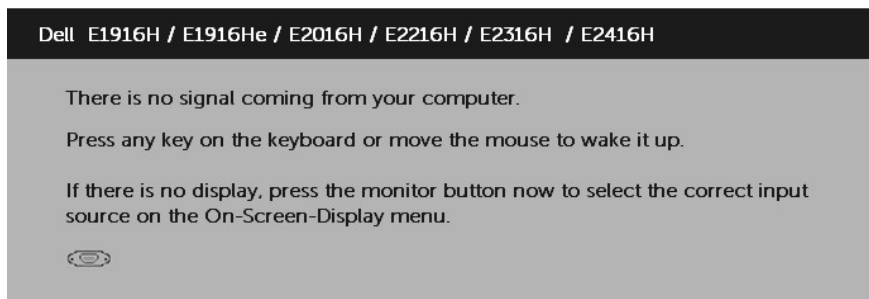 Dell E1916H / E1916He / E2016H / E2216H / E2316H / E2416H
There is no signal coming from your computer.
Press any key on the keyboard or move the mouse to wake it up.
If there is no display, press the monitor button now to select the correct input
source on the On-Screen-Display menu.